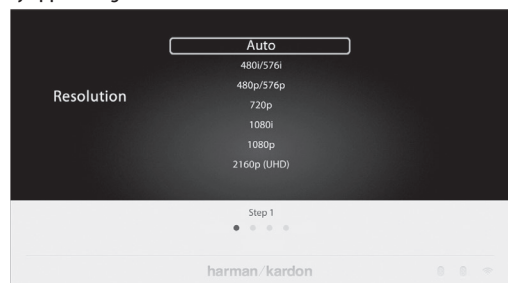 Auto
480i/576i
480p/576p
Resolution
720p
1080i
1080p
2160p (UHD)
Step 1
harman/kardon